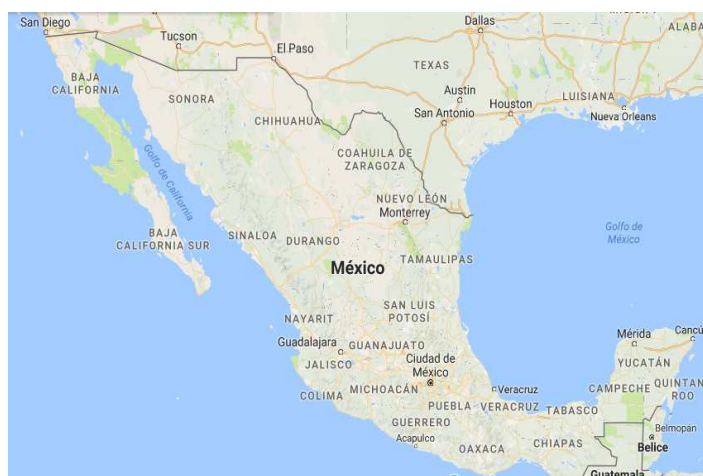 San Diego
Tucson
El Paso
Dallas
ALABA
BAJA
CALIFORNIA
SONORA
CHIHUAHUA
TEXAS
Austin
San Antonio
Houston
LUISIANA
Nueva Orleans
COAHUILA DE
ZARAGOZA
Golfo de California
NUEVO LEÓN
Monterrey
BAJA
CALIFORNIA SUR
SINALOA
DURANGO
TAMAULIPAS
Golfo de
México
México
SAN LUIS
POTOSÍ
NAYARIT
Guadalajara
GUANAJUATO
JALISCO
Ciudad de
México
COLIMA
MICHOACÁN
PUEBLA
Veracruz
VERACRUZ
TABASCO
Mérida
Cancú
YUCATÁN
CAMPECHE
QUINTAN
ROO
GUERRERO
Acapulco
OAXACA
CHIAPAS
Belmopán
Belice
Guatemala